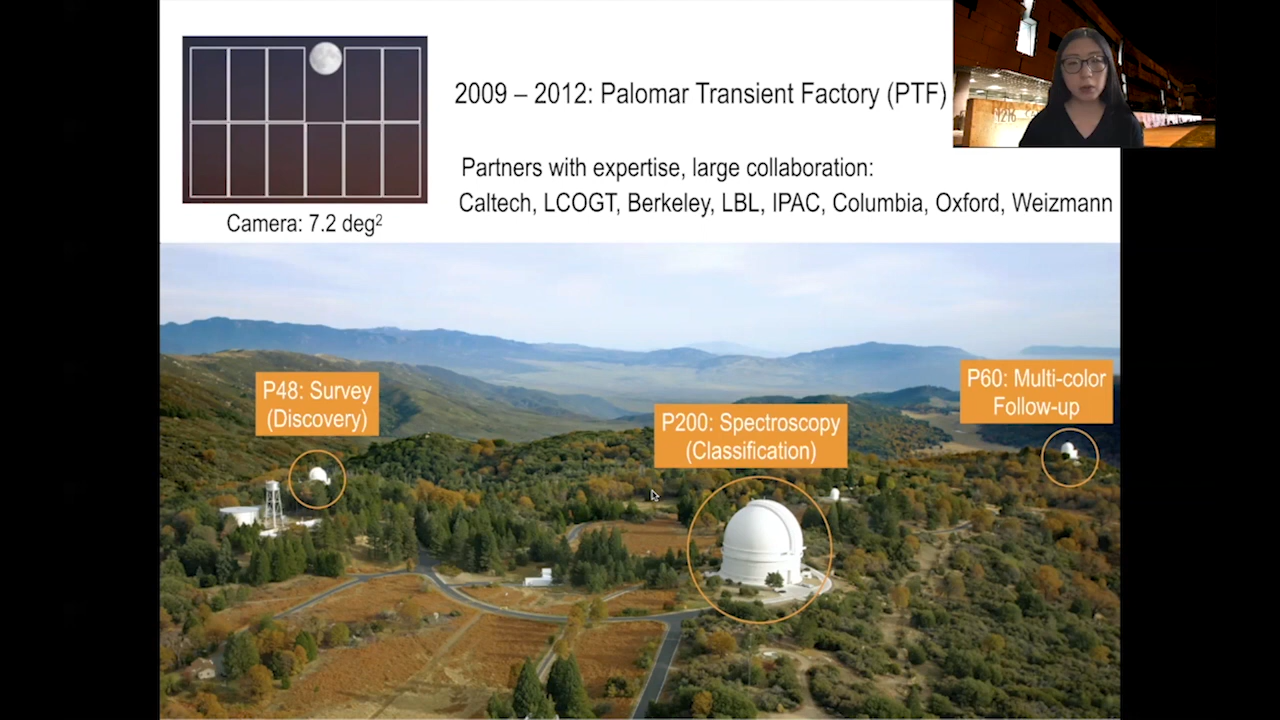 2009 – 2012: Palomar Transient Factory (PTF)
Partners with expertise, large collaboration:
Caltech, LCOGT, Berkeley, LBL, IPAC, Columbia, Oxford, Weizmann
Camera: 7.2 deg²
P48: Survey
(Discovery)
P200: Spectroscopy
(Classification)
P60: Multi-color
Follow-up